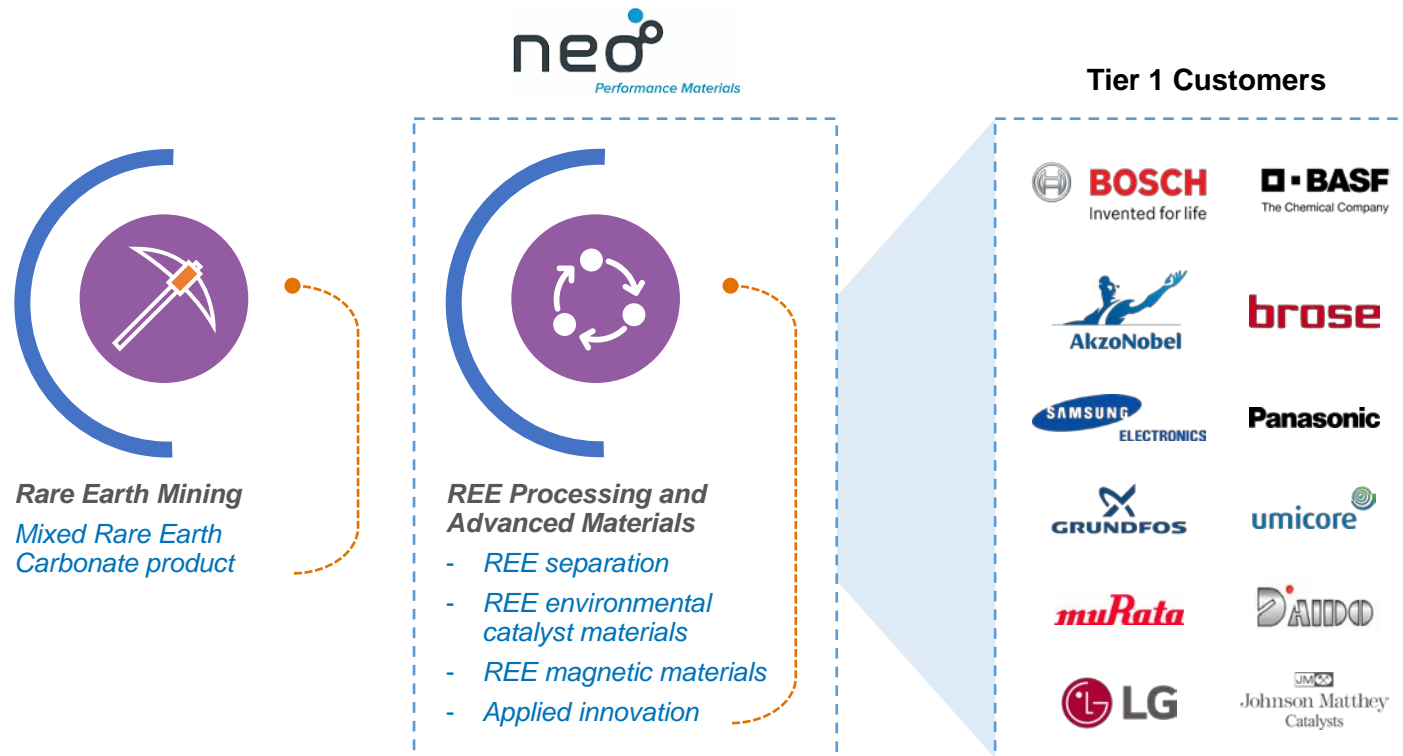 neo
Performance Materials
Tier 1 Customers
Rare Earth Mining
Mixed Rare Earth
Carbonate product
REE Processing and
Advanced Materials
- REE separation
- REE environmental
catalyst materials
- REE magnetic materials
- Applied innovation
BOSCH
Invented for life
BASF
The Chemical Company
AkzoNobel
brose
SAMSUNG
ELECTRONICS
Panasonic
GRUNDFOS
umicore
muRata
DAIDO
LG
JM
Johnson Matthey
Catalysts